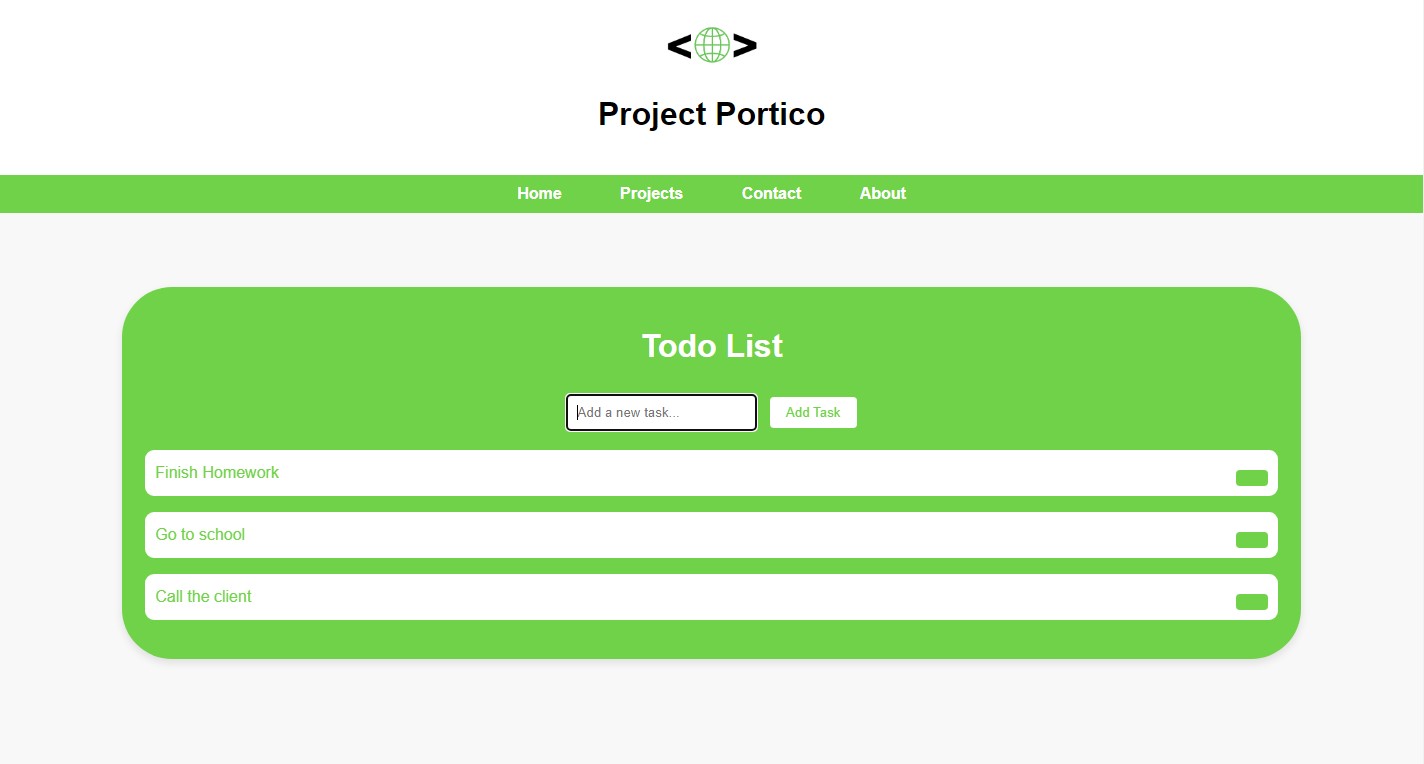 < >
Project Portico
Home Projects Contact About
Todo List
Add a new task... Add Task
Finish Homework
Go to school
Call the client